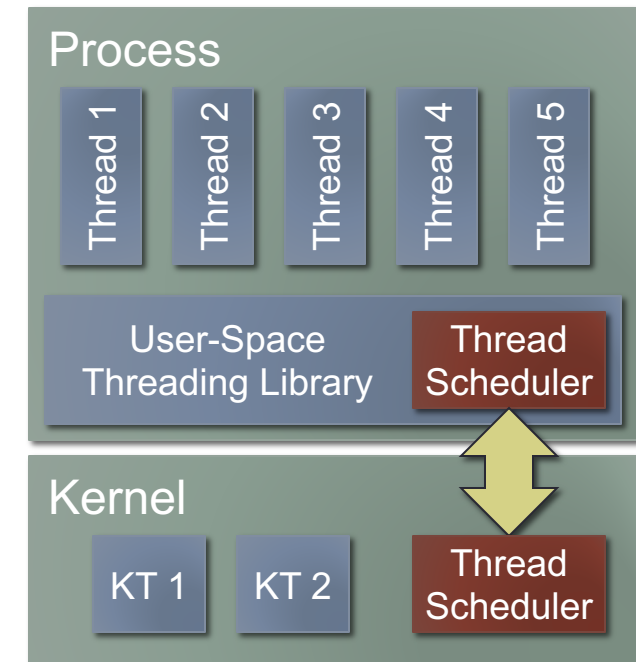 Process
Thread 1
Thread 2
Thread 3
Thread 4
Thread 5
User-Space
Threading Library
Thread
Scheduler
Kernel
KT 1
KT 2
Thread
Scheduler